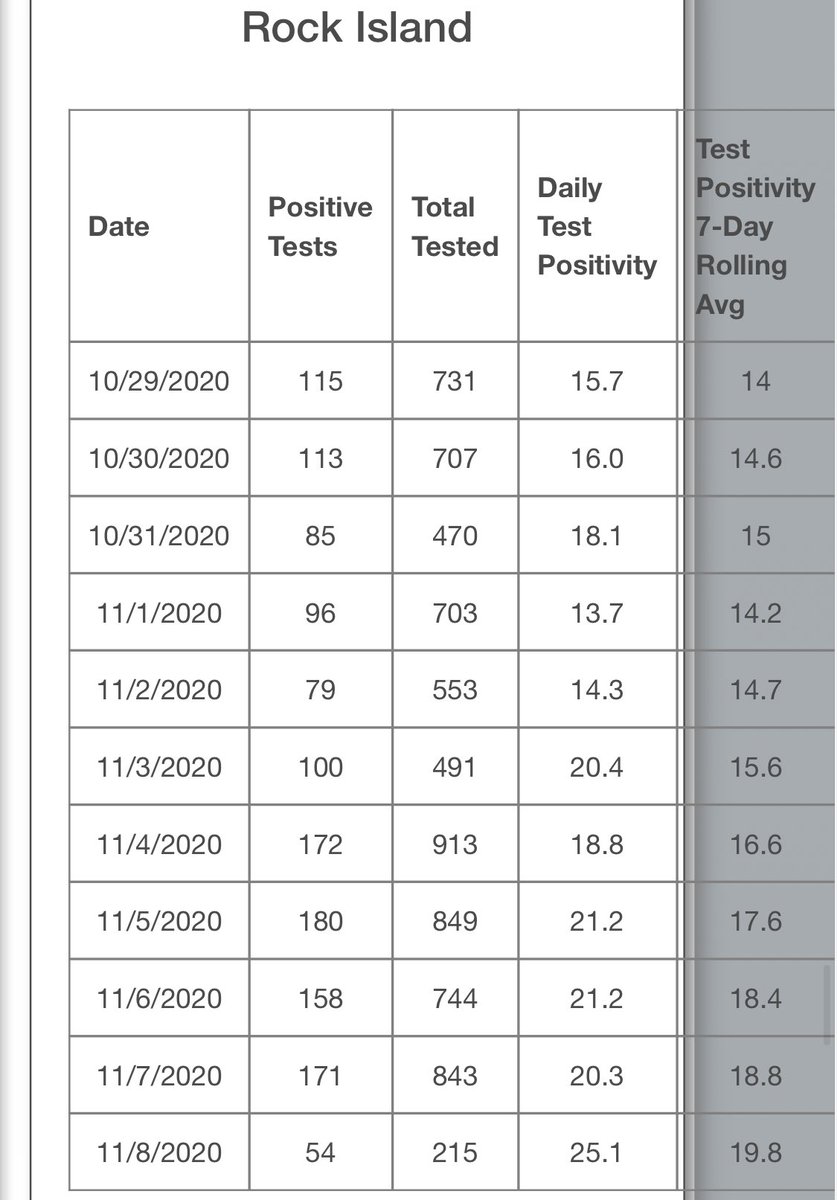 Rock Island
Date Positive Tests Total Tested Daily Test Positivity Test Positivity 7-Day Rolling Avg
10/29/2020 115 731 15.7 14
10/30/2020 113 707 16.0 14.6
10/31/2020 85 470 18.1 15
11/1/2020 96 703 13.7 14.2
11/2/2020 79 553 14.3 14.7
11/3/2020 100 491 20.4 15.6
11/4/2020 172 913 18.8 16.6
11/5/2020 180 849 21.2 17.6
11/6/2020 158 744 21.2 18.4
11/7/2020 171 843 20.3 18.8
11/8/2020 54 215 25.1 19.8